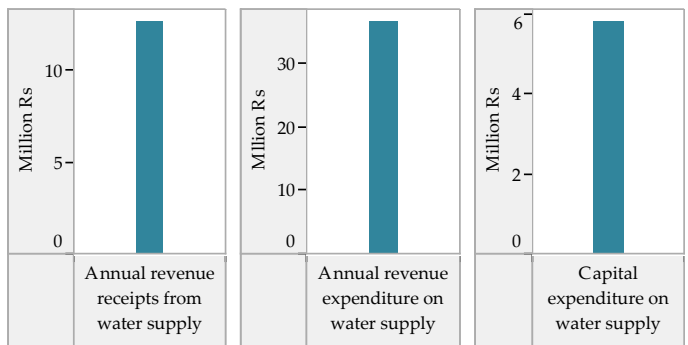 Million Rs
10
5
0
Annual revenue
receipts from
water supply
Mllion Rs
30
20
10
0
Annual revenue
expenditure on
water supply
Million Rs
6
4
2
0
Capital
expenditure on
water supply